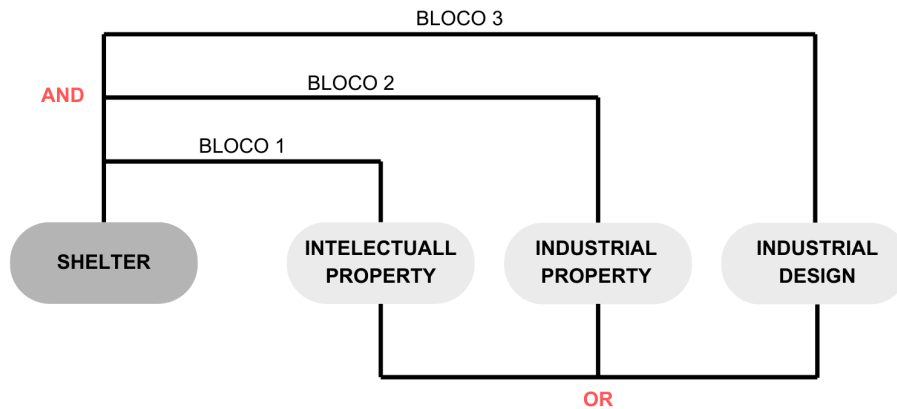 BLOCO 3
BLOCO 2
AND
BLOCO 1
SHELTER
INTELECTUALL
PROPERTY
INDUSTRIAL
PROPERTY
INDUSTRIAL
DESIGN
OR